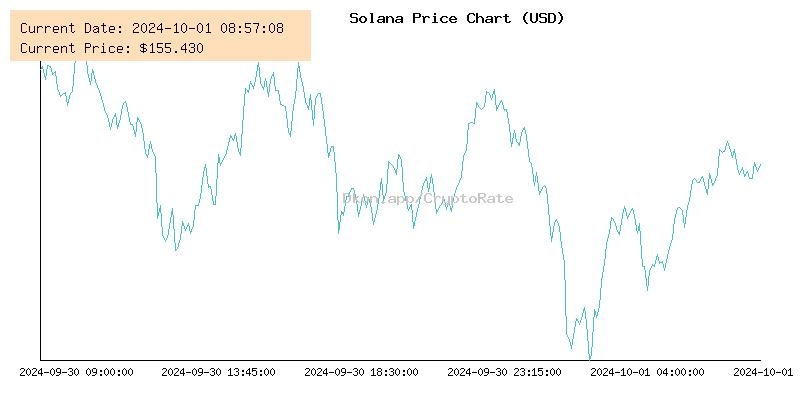 Solana Price Chart (USD)
Current Date: 2024-10-01 08:57:08
Current Price: $155.430
2024-09-30 09:00:00
2024-09-30 13:45:00
2024-09-30 18:30:00
2024-09-30 23:15:00
2024-10-01 04:00:00
2024-10-01